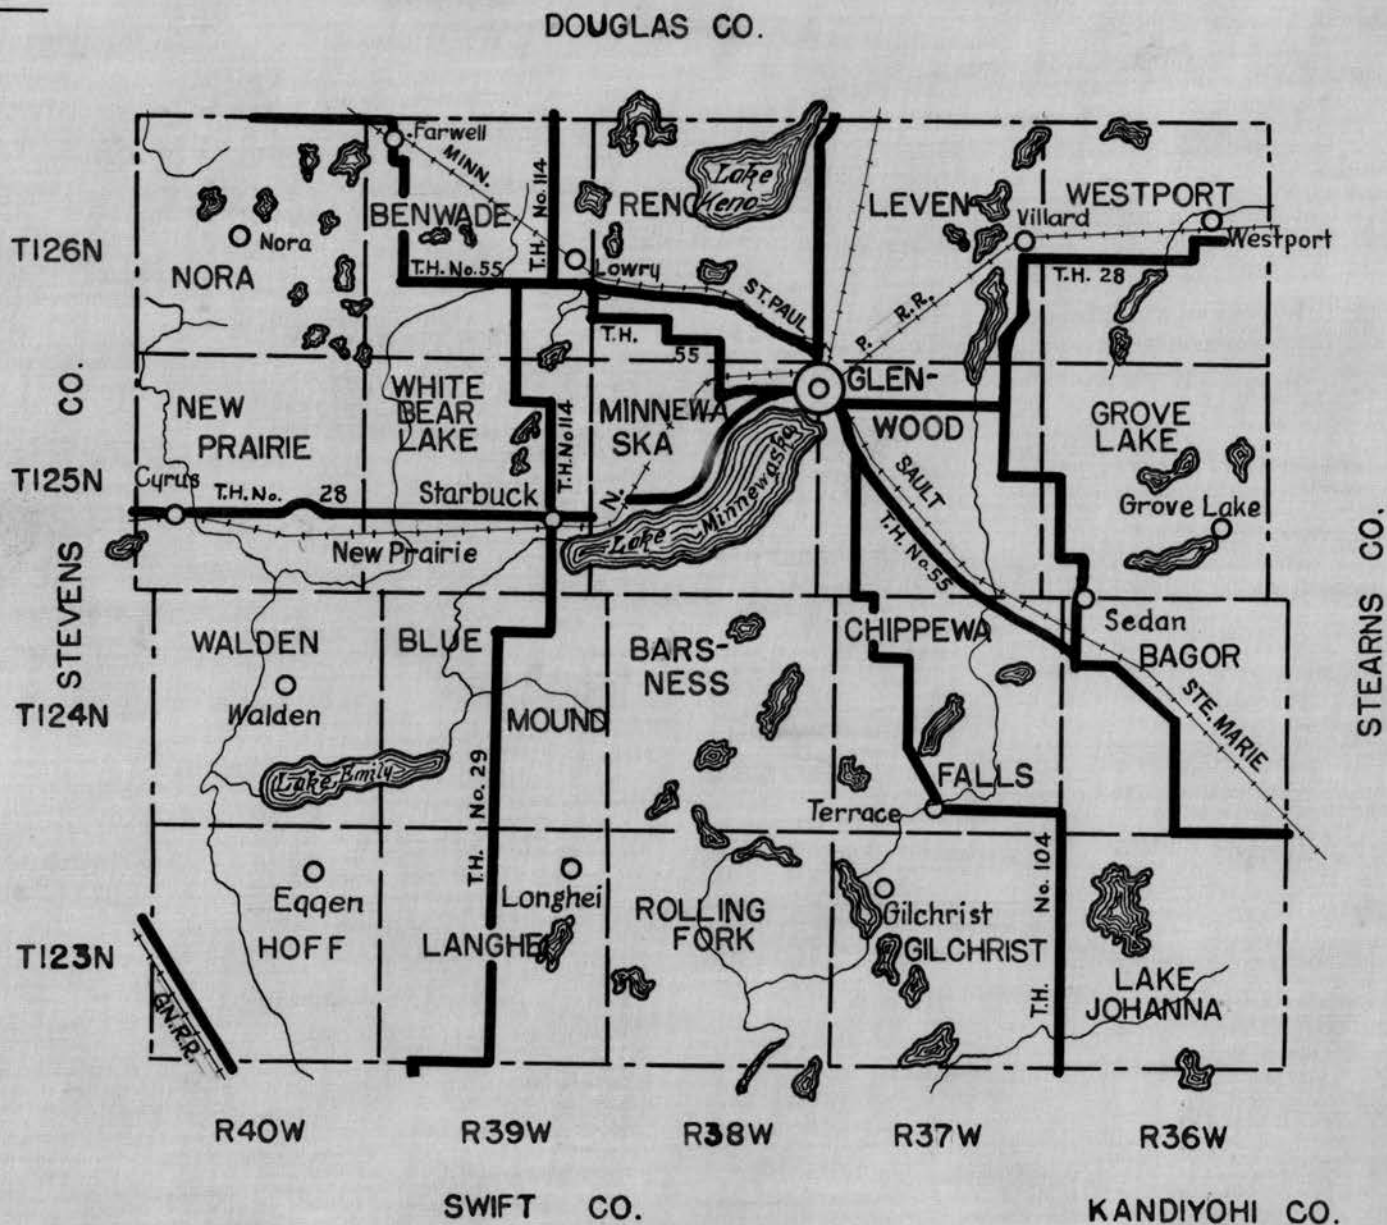 DOUGLAS CO.
Farwell
MINN.
T.H. No. 114
RENO
Lake Reno
LEVEN
WESTPORT
BENWADE
Villard
Westport
T126N
Nora
NORA
T.H. No. 55
Lowry
ST. PAUL
P. R.R.
T.H. 28
T.H. 55
STEVENS CO.
NEW PRAIRIE
WHITE BEAR LAKE
MINNEWA SKA
GLEN-
WOOD
GROVE LAKE
T125N
Cyrus
T.H. No. 28
Starbuck
T.H. No 114
N.
Lake Minnewaska
SAULT
T.H. No. 55
Grove Lake
New Prairie
STEARNS CO.
WALDEN
BLUE
MOUND
BARS-
NESS
CHIPPEWA
FALLS
Sedan
BAGOR
T124N
Walden
Lake Emily
T.H. No. 29
STE. MARIE
Terrace
Eqqen
HOFF
Longhei
LANGHEI
ROLLING FORK
Gilchrist
GILCHRIST
T.H. No. 104
T123N
G.N.R.R.
LAKE JOHANNA
R40W R39W R38W R37W R36W
SWIFT CO. KANDIYOHI CO.